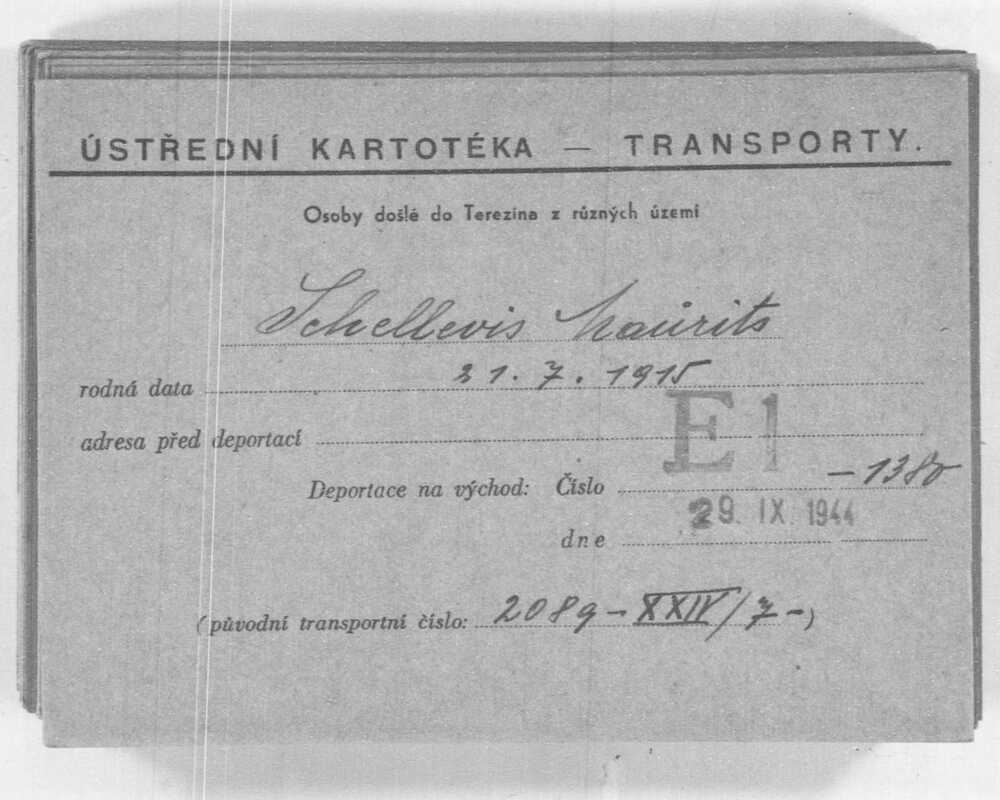 ÚSTŘEDNÍ KARTOTÉKA — TRANSPORTY.
Osoby došlé do Terezína z různých území
Schellevis Maurits
rodná data 21. 7. 1915
adresa před deportací
Deportace na východ: Číslo E1 -1380
dne 29. IX. 1944
(původní transportní číslo: 2089-XXIV/7-)